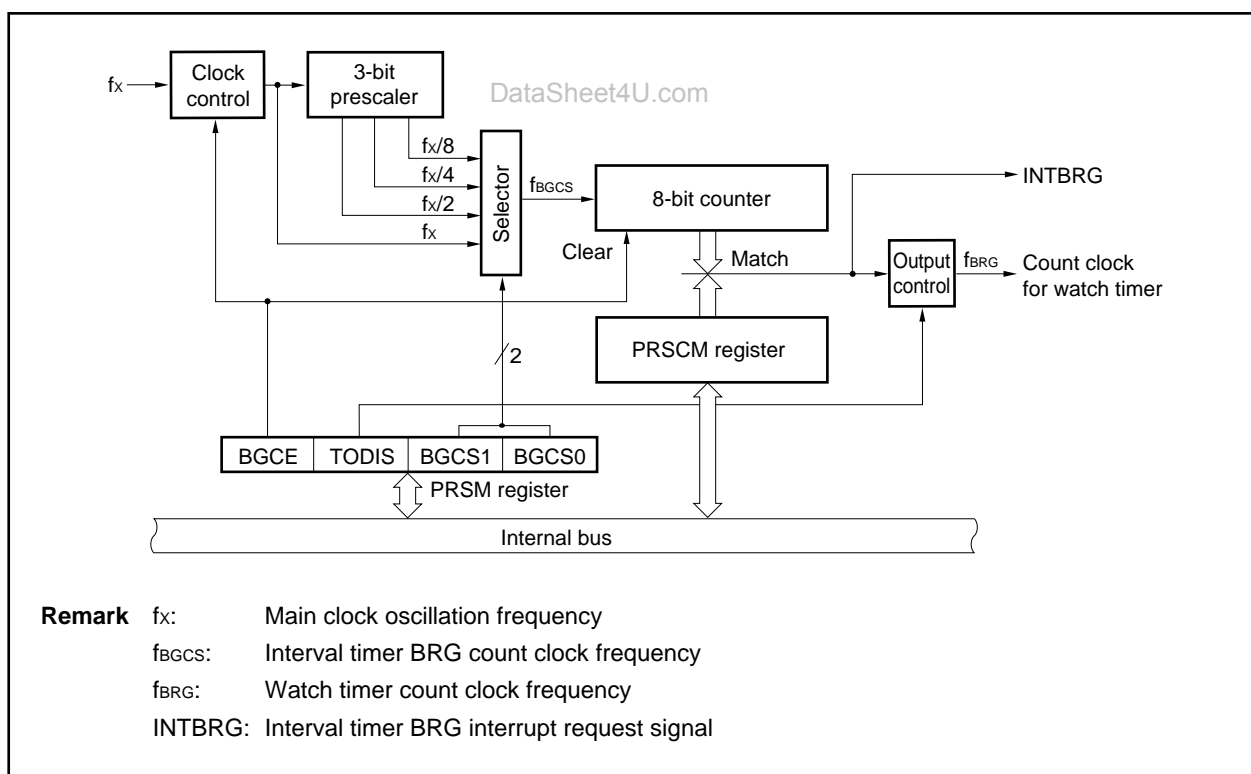 DataSheet4U.com
fX
Clock
control
3-bit
prescaler
fX/8
fX/4
fX/2
fX
Selector
fBGCS
8-bit counter
Clear
Match
INTBRG
Output
control
fBRG
Count clock
for watch timer
PRSCM register
2
BGCE TODIS BGCS1 BGCS0
PRSM register
Internal bus
Remark fX: Main clock oscillation frequency
fBGCS: Interval timer BRG count clock frequency
fBRG: Watch timer count clock frequency
INTBRG: Interval timer BRG interrupt request signal